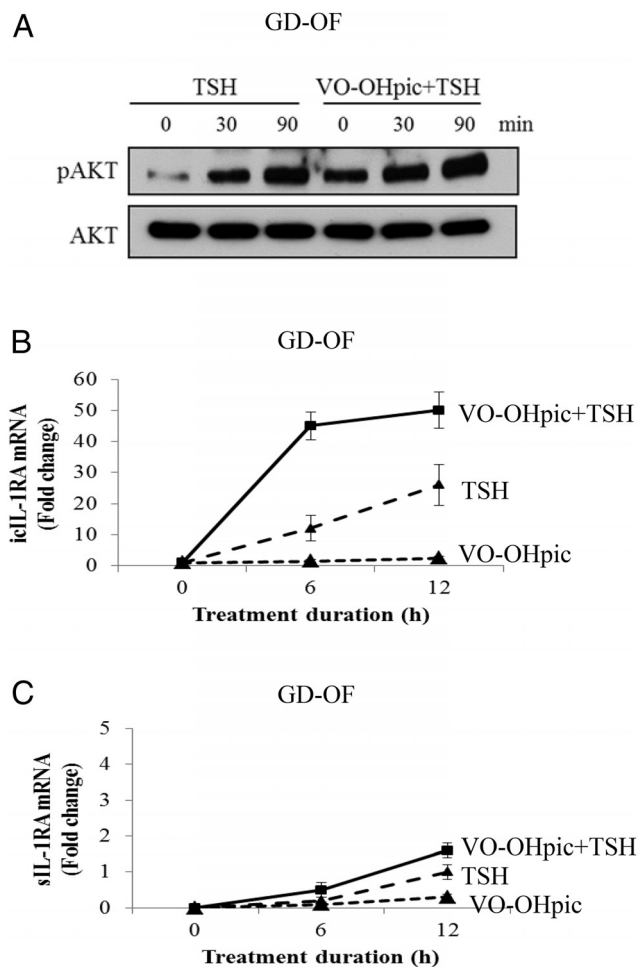 A
GD-OF
TSH VO-OHpic+TSH
0 30 90 0 30 90 min
pAKT
AKT
B
GD-OF
icIL-1RA mRNA
(Fold change)
60
50
40
30
20
10
0
VO-OHpic+TSH
TSH
VO-OHpic
0 6 12
Treatment duration (h)
C
GD-OF
sIL-1RA mRNA
(Fold change)
5
4
3
2
1
0
VO-OHpic+TSH
TSH
VO-OHpic
0 6 12
Treatment duration (h)